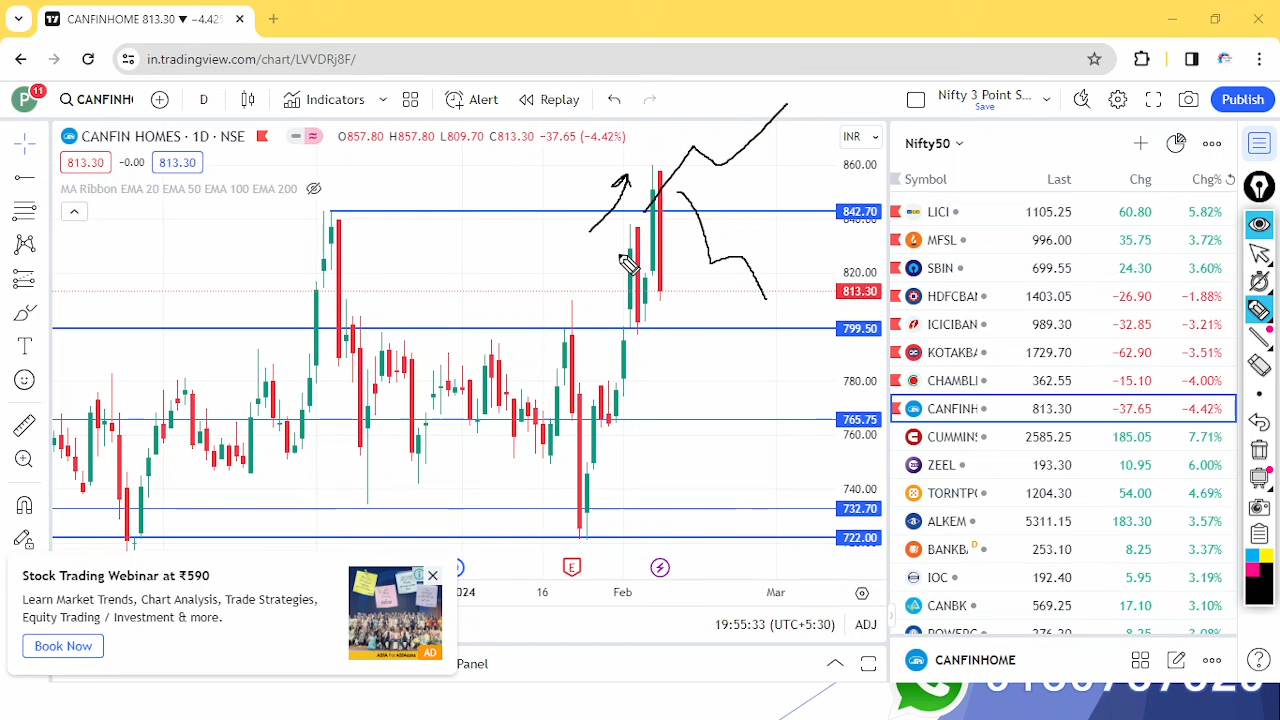 CANFINHOME 813.30 ▼ −4.42%
in.tradingview.com/chart/LVVDRj8F/
P 11 CANFINH D Indicators Alert Replay Nifty 3 Point S... Save Publish
CANFIN HOMES · 1D · NSE O857.80 H857.80 L809.70 C813.30 −37.65 (−4.42%) INR
813.30 −0.00 813.30
MA Ribbon EMA 20 EMA 50 EMA 100 EMA 200
860.00
842.70
820.00
813.30
799.50
780.00
765.75
760.00
740.00
732.70
722.00
E
2024 16 Feb Mar
19:55:33 (UTC+5:30) ADJ
Panel
Stock Trading Webinar at ₹590
Learn Market Trends, Chart Analysis, Trade Strategies,
Equity Trading / Investment & more.
Book Now
AD
Nifty50
Symbol Last Chg Chg%
LICI 1105.25 60.80 5.82%
MFSL 996.00 35.75 3.72%
SBIN 699.55 24.30 3.60%
HDFCBAN 1403.05 −26.90 −1.88%
ICICIBAN 989.30 −32.85 −3.21%
KOTAKBA 1729.70 −62.90 −3.51%
CHAMBLI 362.55 −15.10 −4.00%
CANFINH 813.30 −37.65 −4.42%
CUMMINS 2585.25 185.05 7.71%
ZEEL 193.30 10.95 6.00%
TORNTPO 1204.30 54.00 4.69%
ALKEM 5311.15 183.30 3.57%
BANKBA D 253.10 8.25 3.37%
IOC 192.40 5.95 3.19%
CANBK 569.25 17.10 3.10%
CANFINHOME